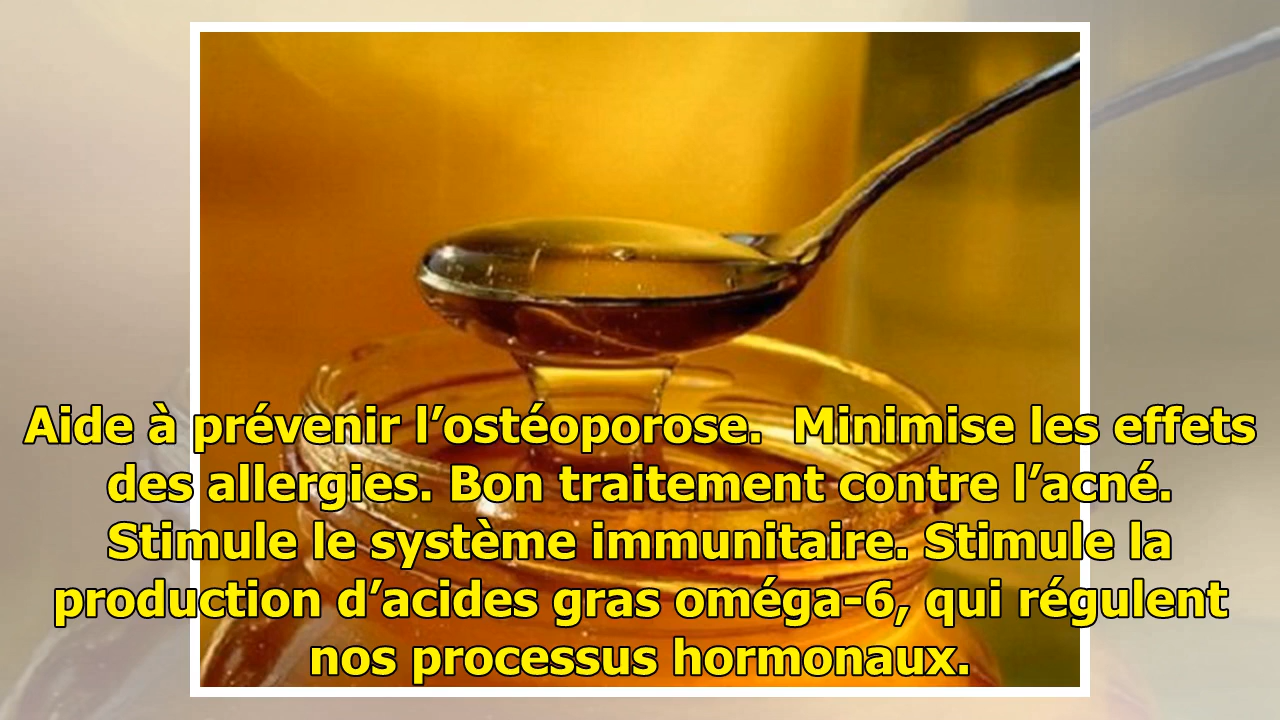 Aide à prévenir l’ostéoporose.  Minimise les effets
des allergies. Bon traitement contre l’acné.
Stimule le système immunitaire. Stimule la
production d’acides gras oméga-6, qui régulent
nos processus hormonaux.